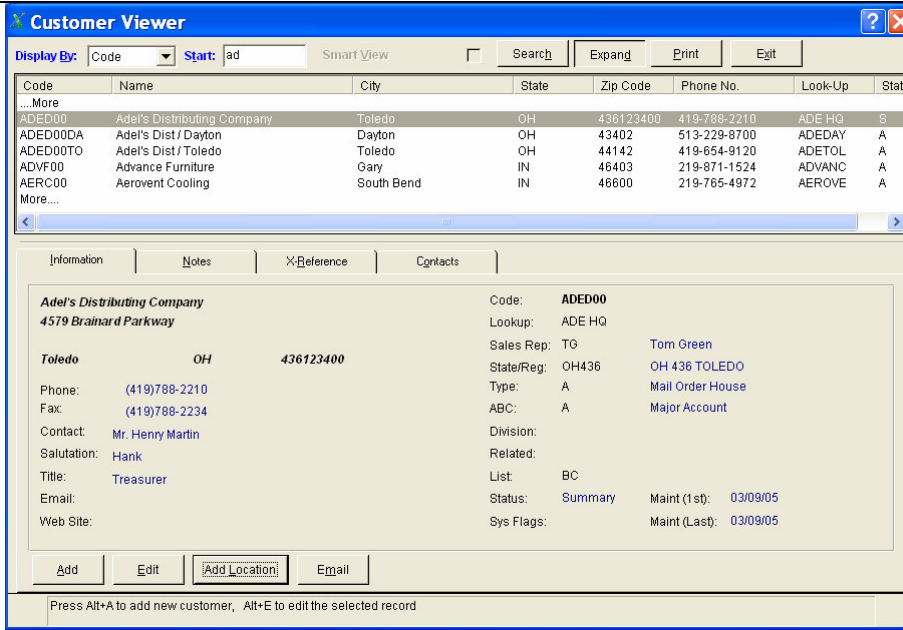 Customer Viewer ?
Display By: Code Start: ad Smart View Search Expand Print Exit
Code Name City State Zip Code Phone No. Look-Up Stat
....More
ADED00 Adel's Distributing Company Toledo OH 436123400 419-788-2210 ADE HQ S
ADED00DA Adel's Dist / Dayton Dayton OH 43402 513-229-8700 ADEDAY A
ADED00TO Adel's Dist / Toledo Toledo OH 44142 419-654-9120 ADETOL A
ADVF00 Advance Furniture Gary IN 46403 219-871-1524 ADVANC A
AERC00 Aerovent Cooling South Bend IN 46600 219-765-4972 AEROVE A
More....
Information Notes X-Reference Contacts
Adel's Distributing Company
4579 Brainard Parkway
Toledo OH 436123400
Phone: (419)788-2210
Fax: (419)788-2234
Contact: Mr. Henry Martin
Salutation: Hank
Title: Treasurer
Email:
Web Site:
Code: ADED00
Lookup: ADE HQ
Sales Rep: TG Tom Green
State/Reg: OH436 OH 436 TOLEDO
Type: A Mail Order House
ABC: A Major Account
Division:
Related:
List: BC
Status: Summary Maint (1st): 03/09/05
Sys Flags: Maint (Last): 03/09/05
Add Edit Add Location Email
Press Alt+A to add new customer, Alt+E to edit the selected record